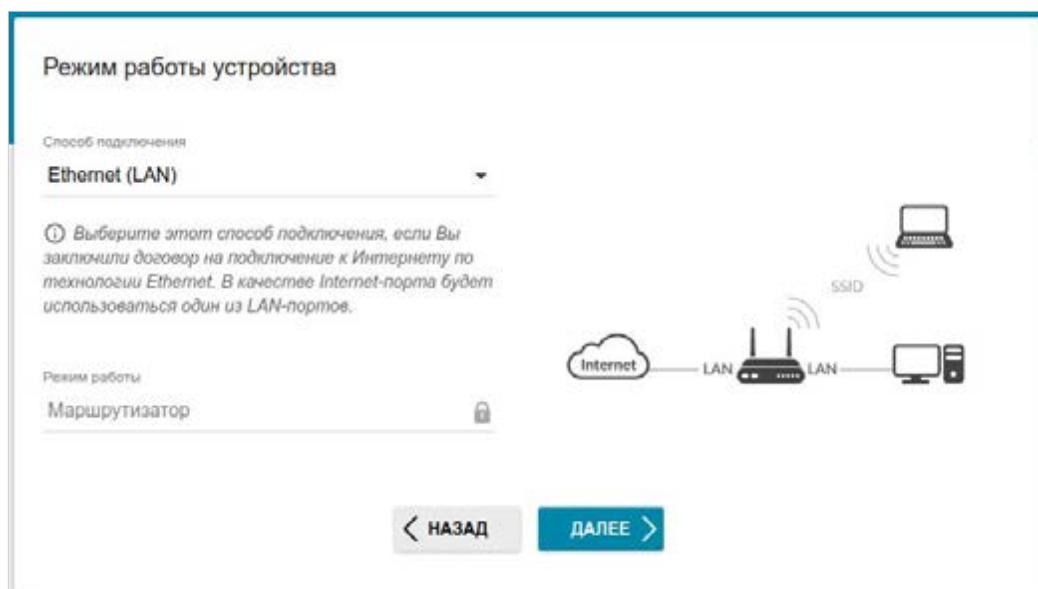 Режим работы устройства
Способ подключения
Ethernet (LAN)
Выберите этот способ подключения, если Вы
заключили договор на подключение к Интернету по
технологии Ethernet. В качестве Internet-порта будет
использоваться один из LAN-портов.
SSID
Internet
LAN
LAN
Режим работы
Маршрутизатор
НАЗАД
ДАЛЕЕ